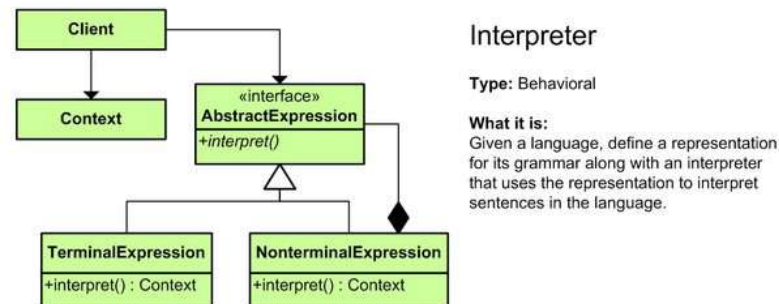 Client
Context
«interface»
AbstractExpression
+interpret()
TerminalExpression
+interpret() : Context
NonterminalExpression
+interpret() : Context
Interpreter
Type: Behavioral
What it is:
Given a language, define a representation
for its grammar along with an interpreter
that uses the representation to interpret
sentences in the language.